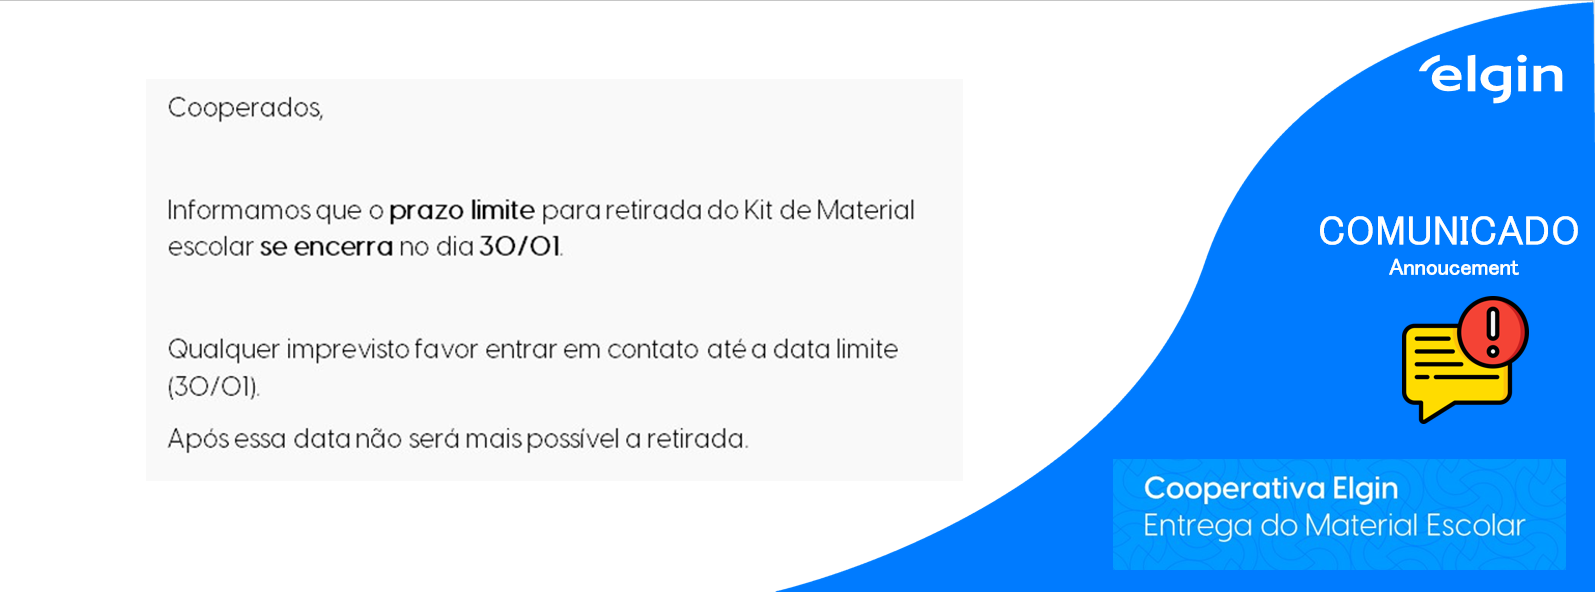 Cooperados,
Informamos que o prazo limite para retirada do Kit de Material
escolar se encerra no dia 30/01.
Qualquer imprevisto favor entrar em contato até a data limite
(30/01).
Após essa data não será mais possível a retirada.
elgin
COMUNICADO
Annoucement
Cooperativa Elgin
Entrega do Material Escolar